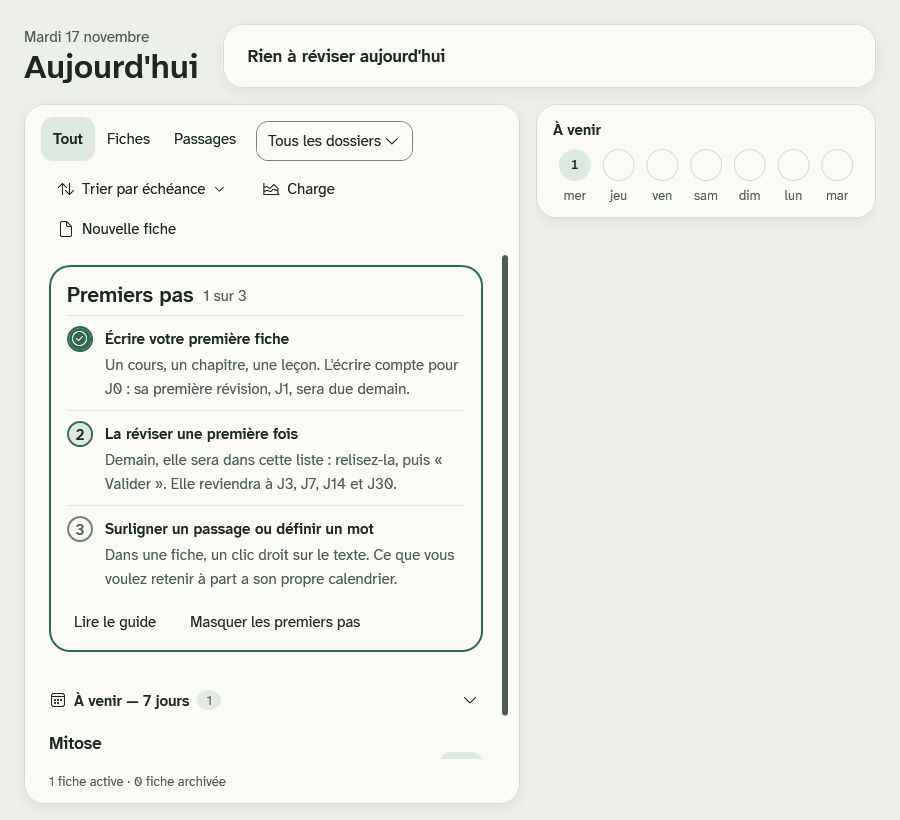 Mardi 17 novembre
Aujourd'hui
Rien à réviser aujourd'hui
Tout
Fiches
Passages
Tous les dossiers
Trier par échéance
Charge
Nouvelle fiche
Premiers pas
1 sur 3
Écrire votre première fiche
Un cours, un chapitre, une leçon. L'écrire compte pour
J0 : sa première révision, J1, sera due demain.
2
La réviser une première fois
Demain, elle sera dans cette liste : relisez-la, puis «
Valider ». Elle reviendra à J3, J7, J14 et J30.
3
Surligner un passage ou définir un mot
Dans une fiche, un clic droit sur le texte. Ce que vous
voulez retenir à part a son propre calendrier.
Lire le guide
Masquer les premiers pas
À venir — 7 jours
1
Mitose
1 fiche active · 0 fiche archivée
À venir
1
mer
jeu
ven
sam
dim
lun
mar